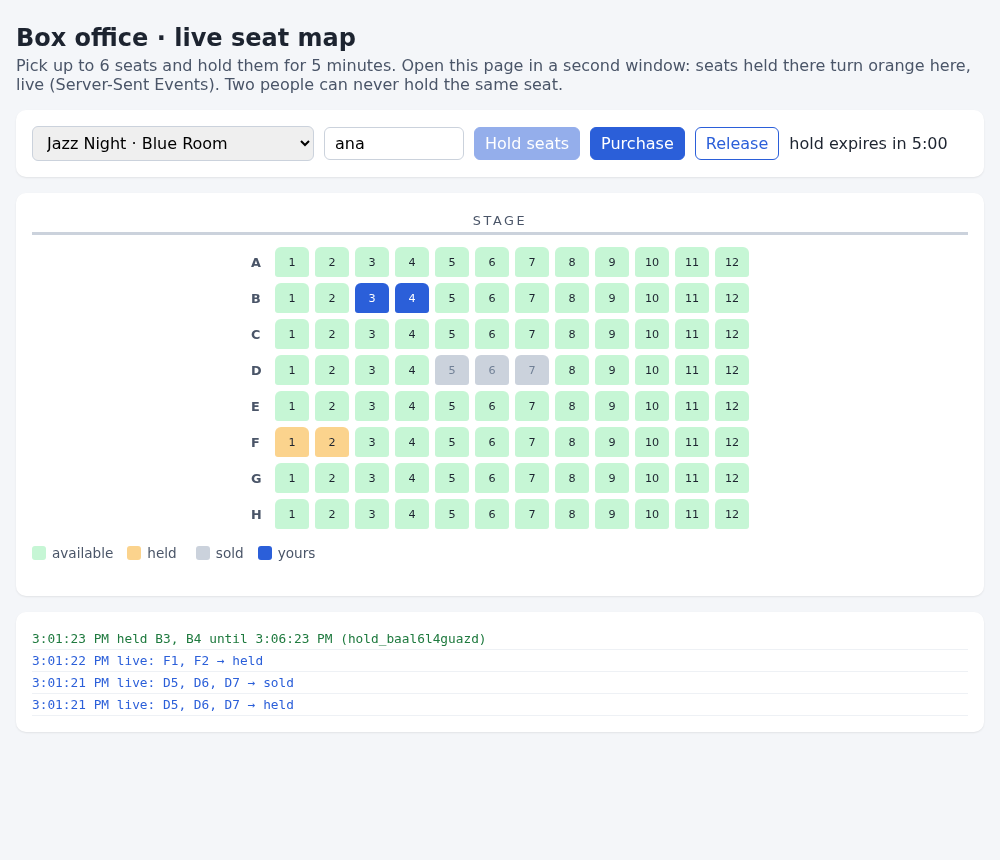 Box office · live seat map
Pick up to 6 seats and hold them for 5 minutes. Open this page in a second window: seats held there turn orange here,
live (Server-Sent Events). Two people can never hold the same seat.
Jazz Night · Blue Room ana Hold seats Purchase Release hold expires in 5:00
STAGE
A 1 2 3 4 5 6 7 8 9 10 11 12
B 1 2 3 4 5 6 7 8 9 10 11 12
C 1 2 3 4 5 6 7 8 9 10 11 12
D 1 2 3 4 5 6 7 8 9 10 11 12
E 1 2 3 4 5 6 7 8 9 10 11 12
F 1 2 3 4 5 6 7 8 9 10 11 12
G 1 2 3 4 5 6 7 8 9 10 11 12
H 1 2 3 4 5 6 7 8 9 10 11 12
available held sold yours
3:01:23 PM held B3, B4 until 3:06:23 PM (hold_baal6l4guazd)
3:01:22 PM live: F1, F2 → held
3:01:21 PM live: D5, D6, D7 → sold
3:01:21 PM live: D5, D6, D7 → held